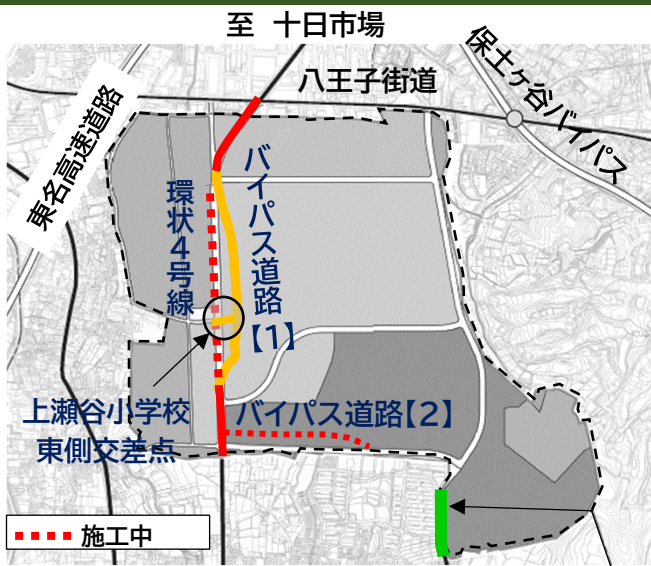 至 十日市場
八王子街道
保土ヶ谷バイパス
東名高速道路
環状4号線
バイパス道路
【1】
上瀬谷小学校
東側交差点
バイパス道路【2】
施工中